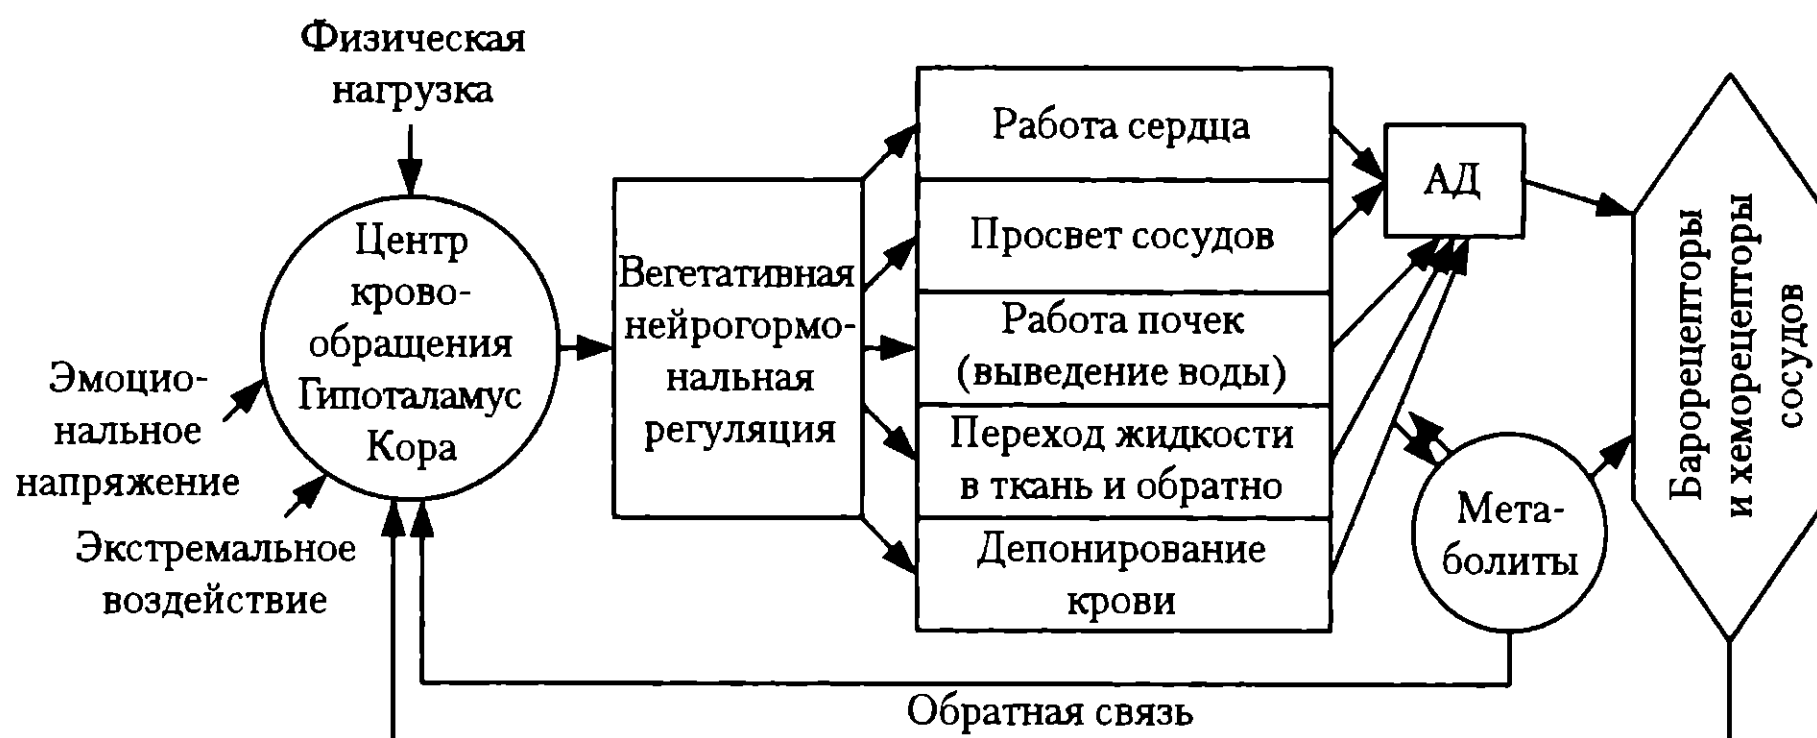 Физическая
нагрузка
Центр
крово-
обращения
Гипоталамус
Кора
Эмоцио-
нальное
напряжение
Экстремальное
воздействие
Вегетативная
нейрогормо-
нальная
регуляция
Работа сердца
Просвет сосудов
Работа почек
(выведение воды)
Переход жидкости
в ткань и обратно
Депонирование
крови
АД
Мета-
болиты
Барорецепторы
и хеморецепторы
сосудов
Обратная связь